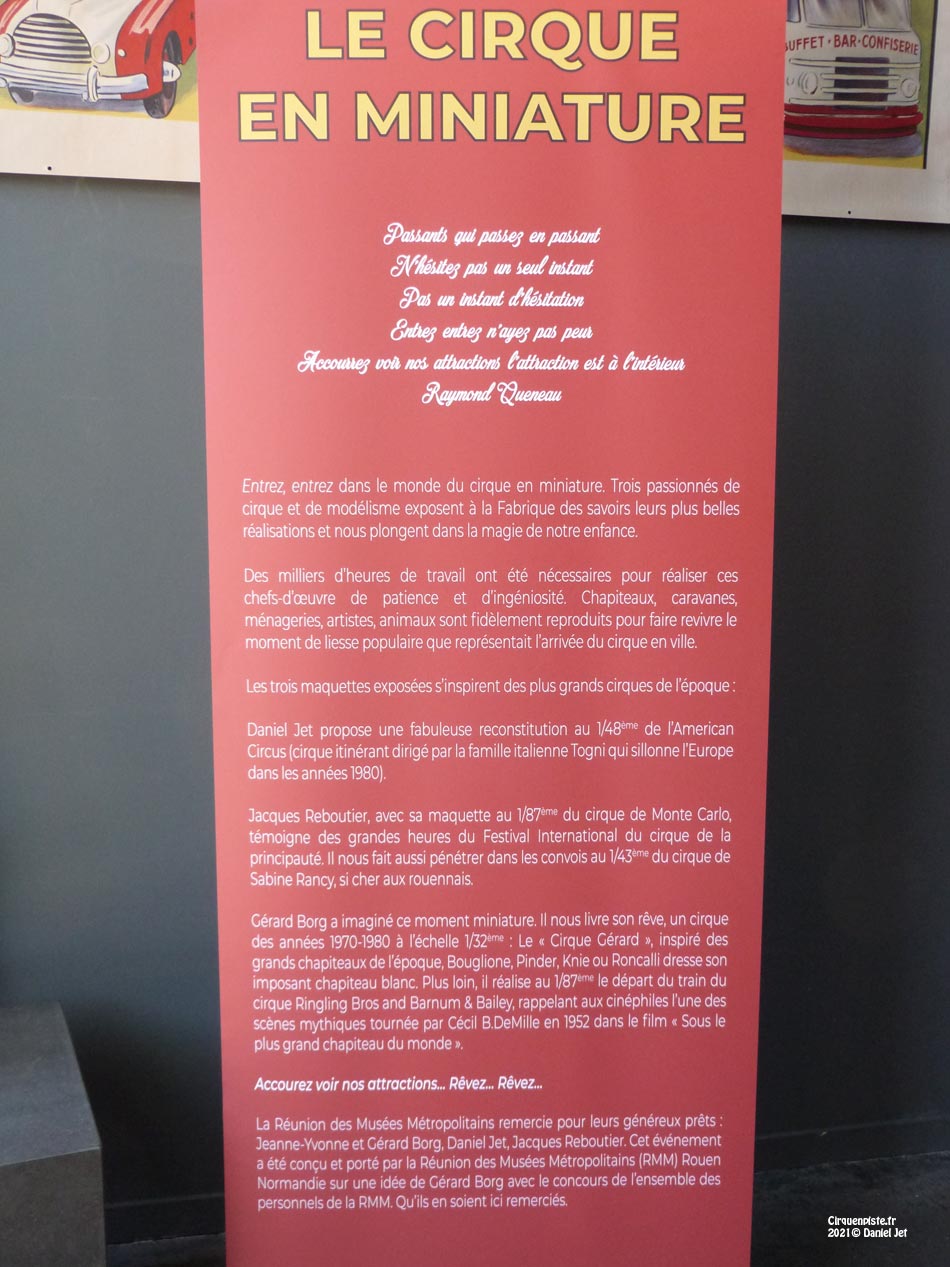 LE CIRQUE
EN MINIATURE
BUFFET • BAR • CONFISERIE
Passants qui passez en passant
N'hésitez pas un seul instant
Pas un instant d'hésitation
Entrez entrez n'ayez pas peur
Accourrez voir nos attractions l'attraction est à l'intérieur
Raymond Queneau
Entrez, entrez dans le monde du cirque en miniature. Trois passionnés de
cirque et de modélisme exposent à la Fabrique des savoirs leurs plus belles
réalisations et nous plongent dans la magie de notre enfance.
Des milliers d'heures de travail ont été nécessaires pour réaliser ces
chefs-d'œuvre de patience et d'ingéniosité. Chapiteaux, caravanes,
ménageries, artistes, animaux sont fidèlement reproduits pour faire revivre le
moment de liesse populaire que représentait l'arrivée du cirque en ville.
Les trois maquettes exposées s'inspirent des plus grands cirques de l'époque :
Daniel Jet propose une fabuleuse reconstitution au 1/48ème de l'American
Circus (cirque itinérant dirigé par la famille italienne Togni qui sillonne l'Europe
dans les années 1980).
Jacques Reboutier, avec sa maquette au 1/87ème du cirque de Monte Carlo,
témoigne des grandes heures du Festival International du cirque de la
principauté. Il nous fait aussi pénétrer dans les convois au 1/43ème du cirque de
Sabine Rancy, si cher aux rouennais.
Gérard Borg a imaginé ce moment miniature. Il nous livre son rêve, un cirque
des années 1970-1980 à l'échelle 1/32ème : Le « Cirque Gérard », inspiré des
grands chapiteaux de l'époque, Bouglione, Pinder, Knie ou Roncalli dresse son
imposant chapiteau blanc. Plus loin, il réalise au 1/87ème le départ du train du
cirque Ringling Bros and Barnum & Bailey, rappelant aux cinéphiles l'une des
scènes mythiques tournée par Cécil B.DeMille en 1952 dans le film « Sous le
plus grand chapiteau du monde ».
Accourez voir nos attractions... Rêvez... Rêvez...
La Réunion des Musées Métropolitains remercie pour leurs généreux prêts :
Jeanne-Yvonne et Gérard Borg, Daniel Jet, Jacques Reboutier. Cet événement
a été conçu et porté par la Réunion des Musées Métropolitains (RMM) Rouen
Normandie sur une idée de Gérard Borg avec le concours de l'ensemble des
personnels de la RMM. Qu'ils en soient ici remerciés.
Cirquenpiste.fr
2021 © Daniel Jet